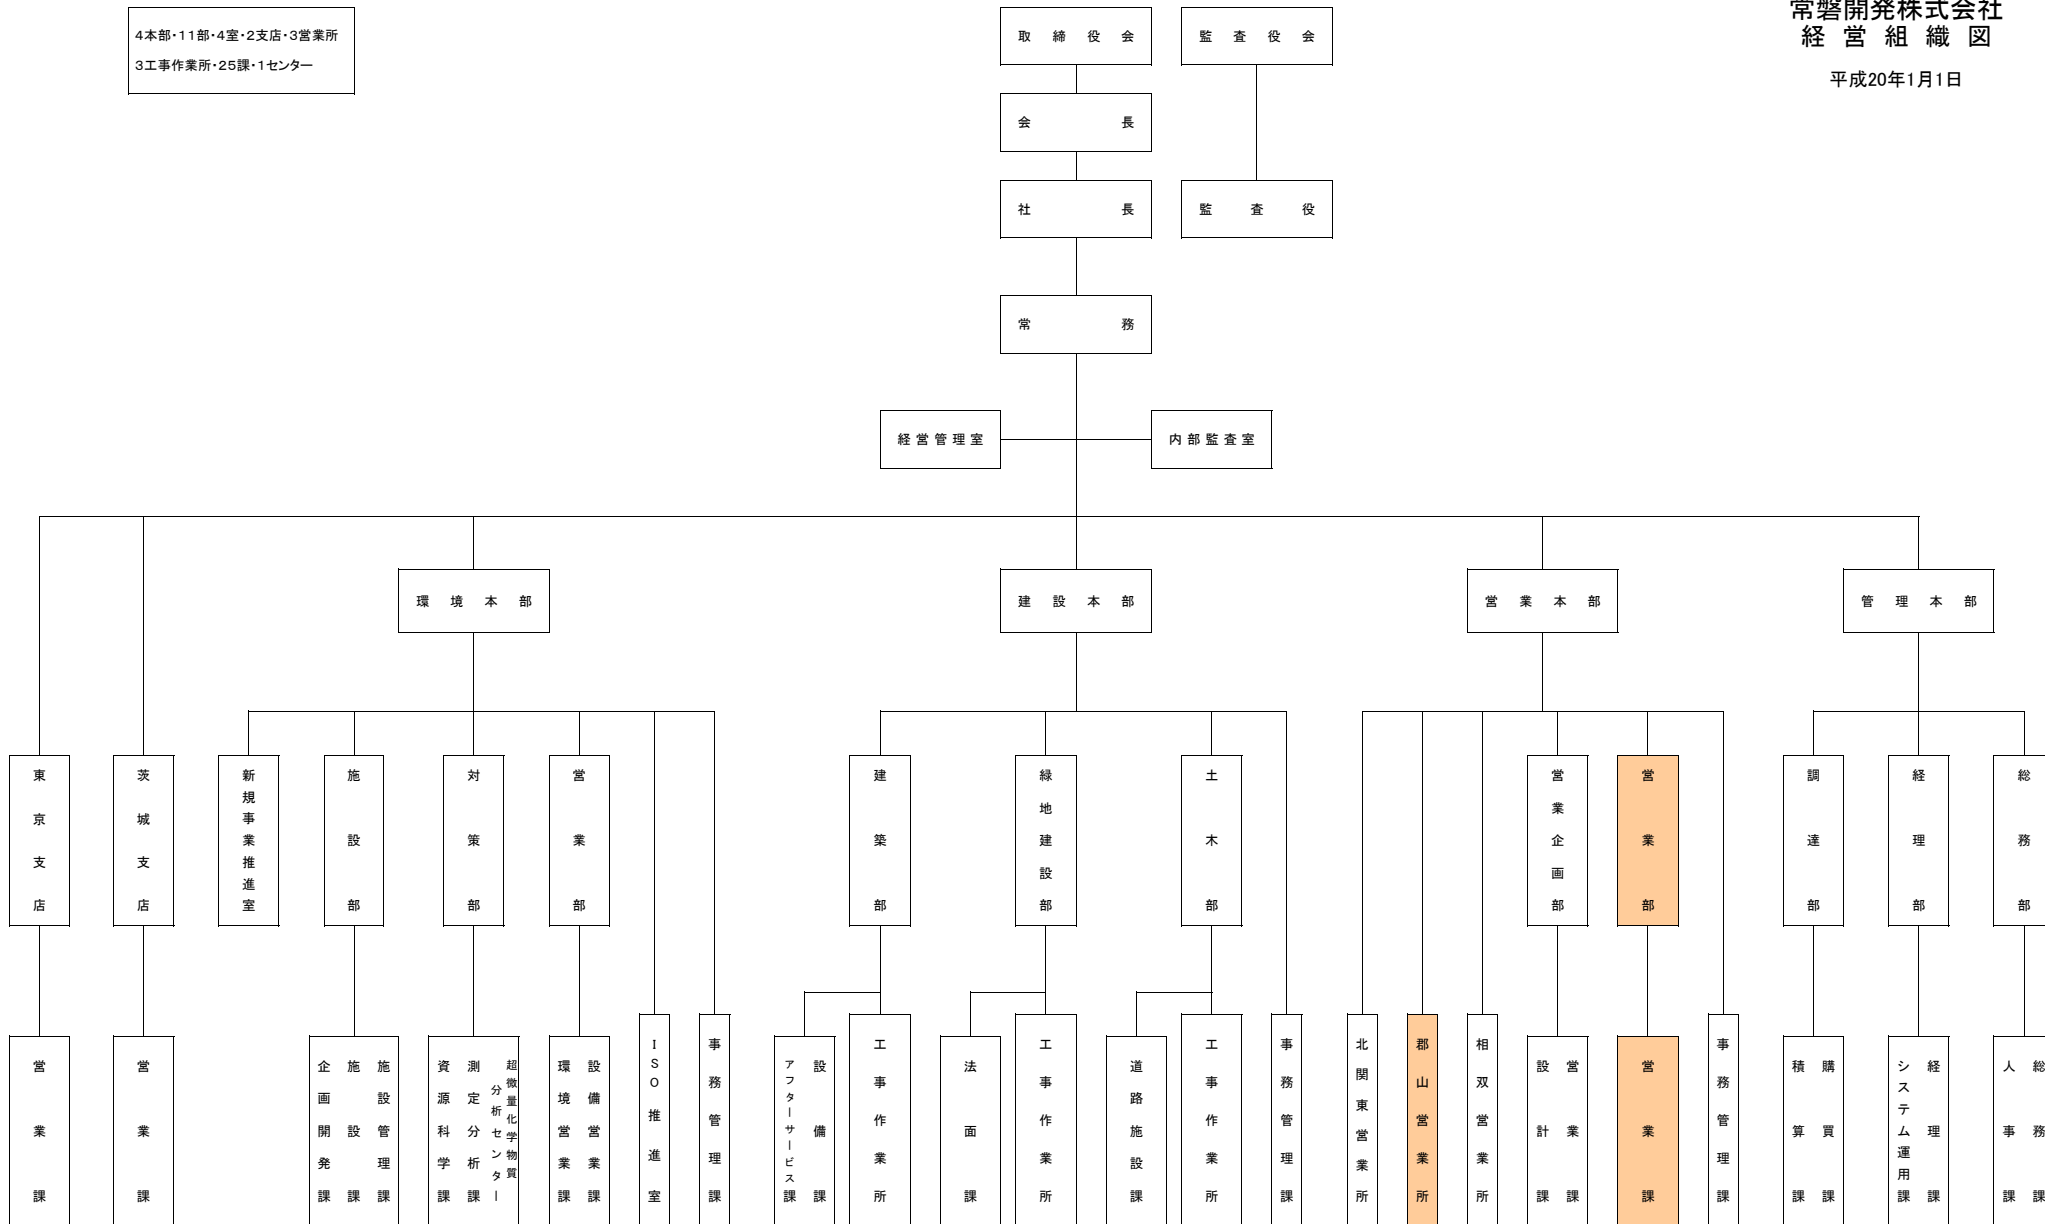 4本部・11部・4室・2支店・3営業所
3工事作業所・25課・1センター
常磐開発株式会社
経営組織図
平成20年1月1日
取締役会
監査役会
会長
社長
監査役
常務
経営管理室
内部監査室
環境本部
建設本部
営業本部
管理本部
東京支店
茨城支店
新規事業推進室
施設部
対策部
営業部
建築部
緑地建設部
土木部
営業企画部
営業部
調達部
経理部
総務部
営業課
営業課
企画開発課
施設課
施設管理課
資源科学課
測定分析課
超微量化学物質
分析センター
環境営業課
設備営業課
ISO推進室
事務管理課
アフターサービス課
設備課
工事作業所
法面課
工事作業所
道路施設課
工事作業所
事務管理課
北関東営業所
郡山営業所
相双営業所
設計課
営業課
営業課
事務管理課
積算課
購買課
システム運用課
経理課
人事課
総務課